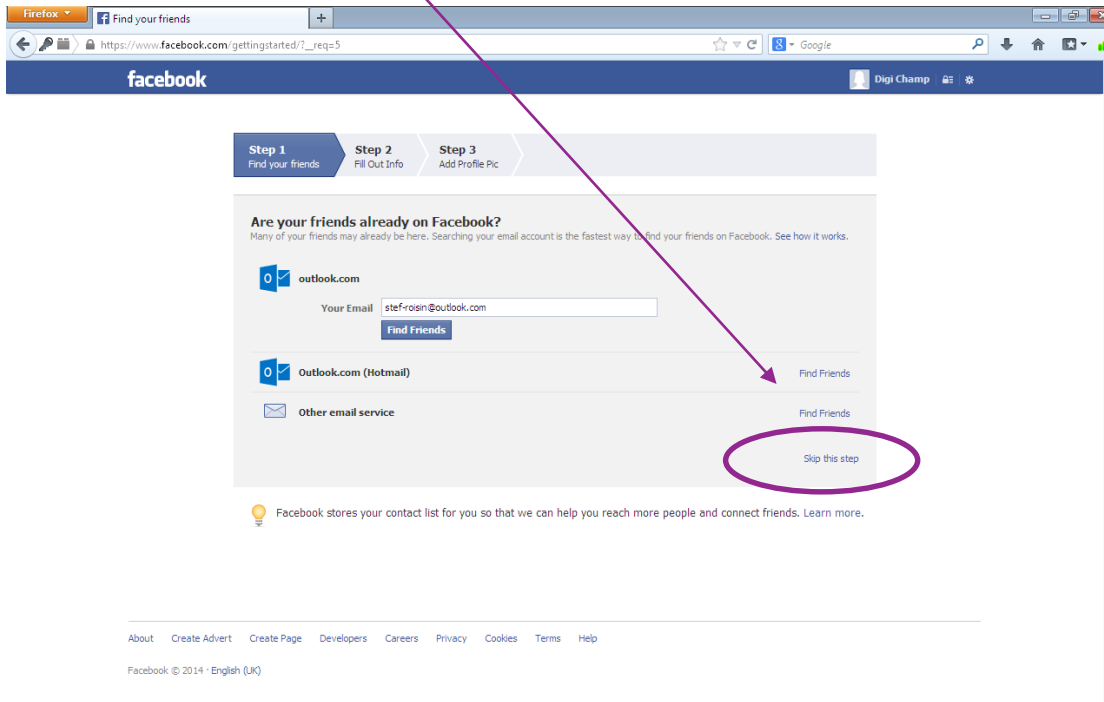 Firefox
Find your friends
https://www.facebook.com/gettingstarted/?__req=5
Google
facebook
Digi Champ
Step 1
Find your friends
Step 2
Fill Out Info
Step 3
Add Profile Pic
Are your friends already on Facebook?
Many of your friends may already be here. Searching your email account is the fastest way to find your friends on Facebook. See how it works.
outlook.com
Your Email stef-roisin@outlook.com
Find Friends
Outlook.com (Hotmail) Find Friends
Other email service Find Friends
Skip this step
Facebook stores your contact list for you so that we can help you reach more people and connect friends. Learn more.
About Create Advert Create Page Developers Careers Privacy Cookies Terms Help
Facebook © 2014 · English (UK)